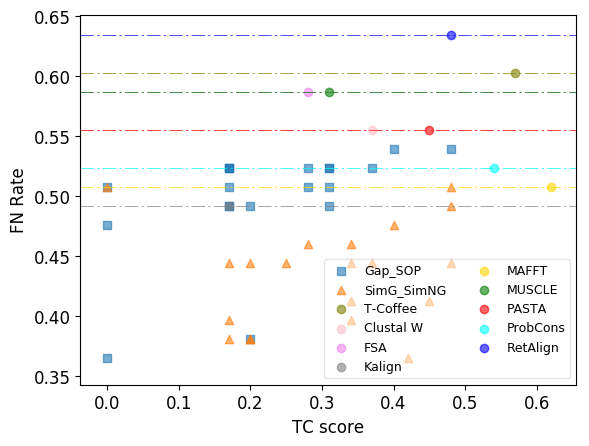 0.65
0.60
0.55
0.50
0.45
0.40
0.35
FN Rate
Gap_SOP
SimG_SimNG
T-Coffee
Clustal W
FSA
Kalign
MAFFT
MUSCLE
PASTA
ProbCons
RetAlign
0.0 0.1 0.2 0.3 0.4 0.5 0.6
TC score